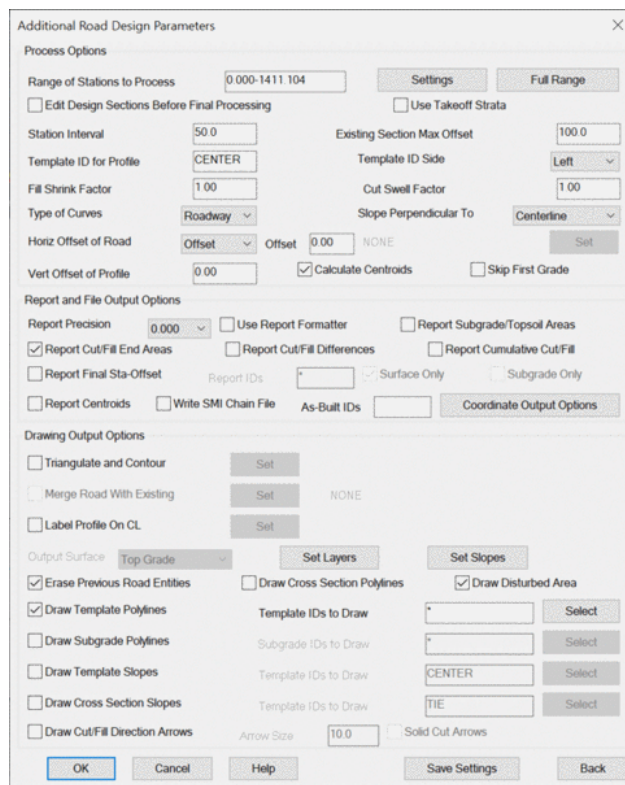 Additional Road Design Parameters
Process Options
Range of Stations to Process 0.000-1411.104 Settings Full Range
Edit Design Sections Before Final Processing Use Takeoff Strata
Station Interval 50.0 Existing Section Max Offset 100.0
Template ID for Profile CENTER Template ID Side Left
Fill Shrink Factor 1.00 Cut Swell Factor 1.00
Type of Curves Roadway Slope Perpendicular To Centerline
Horiz Offset of Road Offset Offset 0.00 NONE Set
Vert Offset of Profile 0.00 Calculate Centroids Skip First Grade
Report and File Output Options
Report Precision 0.000 Use Report Formatter Report Subgrade/Topsoil Areas
Report Cut/Fill End Areas Report Cut/Fill Differences Report Cumulative Cut/Fill
Report Final Sta-Offset Report IDs * Surface Only Subgrade Only
Report Centroids Write SMI Chain File As-Built IDs Coordinate Output Options
Drawing Output Options
Triangulate and Contour Set
Merge Road With Existing Set NONE
Label Profile On CL Set
Output Surface Top Grade Set Layers Set Slopes
Erase Previous Road Entities Draw Cross Section Polylines Draw Disturbed Area
Draw Template Polylines Template IDs to Draw * Select
Draw Subgrade Polylines Subgrade IDs to Draw * Select
Draw Template Slopes Template IDs to Draw CENTER Select
Draw Cross Section Slopes Template IDs to Draw TIE Select
Draw Cut/Fill Direction Arrows Arrow Size 10.0 Solid Cut Arrows
OK Cancel Help Save Settings Back